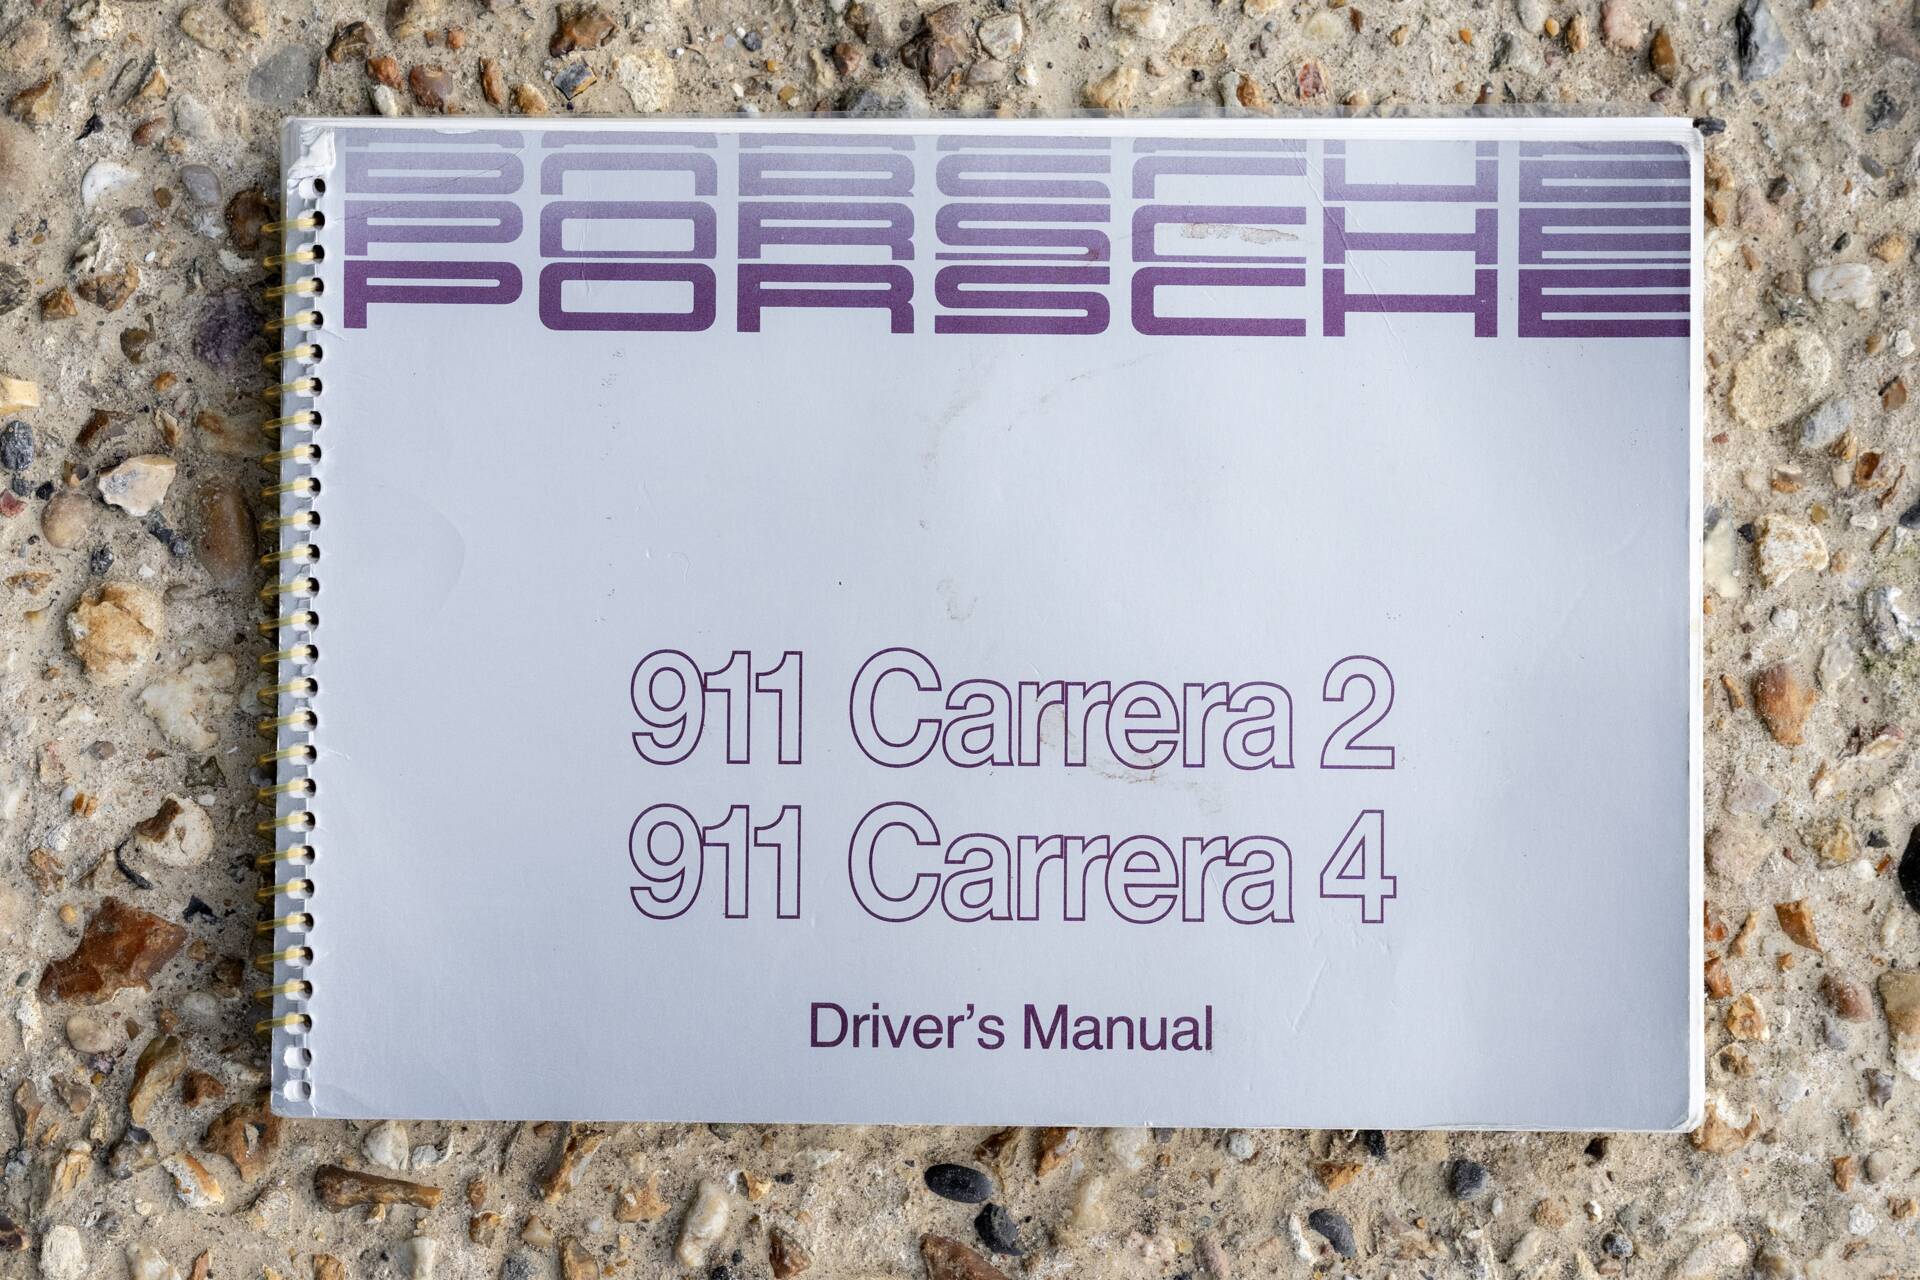 PORSCHE
PORSCHE
PORSCHE
911 Carrera 2
911 Carrera 4
Driver's Manual